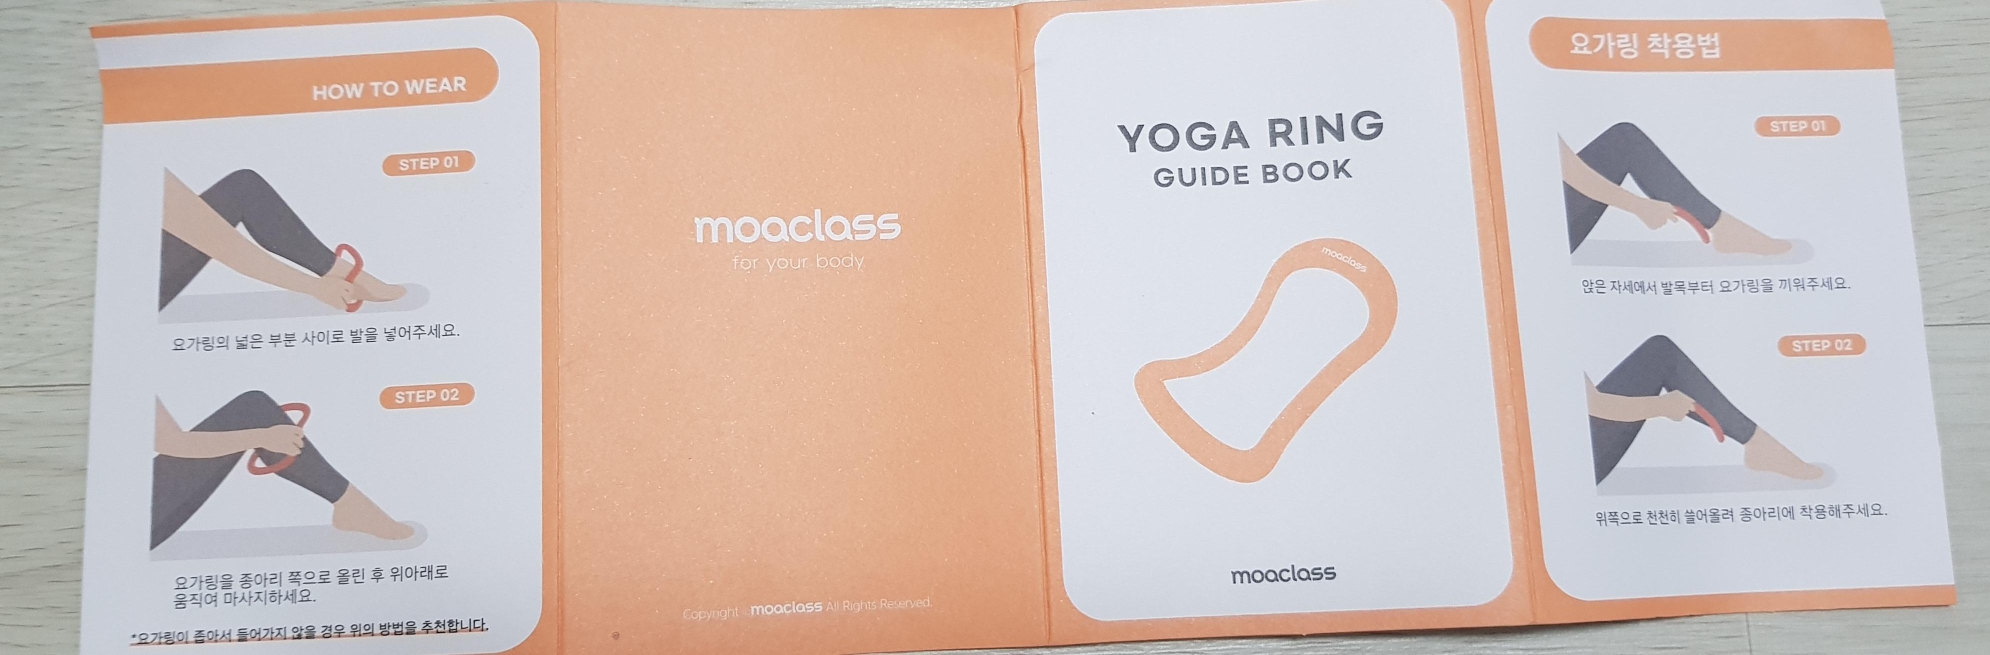 HOW TO WEAR
STEP 01
요가링의 넓은 부분 사이로 발을 넣어주세요.
STEP 02
요가링을 종아리 쪽으로 올린 후 위아래로
움직여 마사지하세요.
*요가링이 좁아서 들어가지 않을 경우 위의 방법을 추천합니다.
moaclass
for your body
Copyright © moaclass All Rights Reserved.
YOGA RING
GUIDE BOOK
moaclass
moaclass
요가링 착용법
STEP 01
앉은 자세에서 발목부터 요가링을 끼워주세요.
STEP 02
위쪽으로 천천히 쓸어올려 종아리에 착용해주세요.